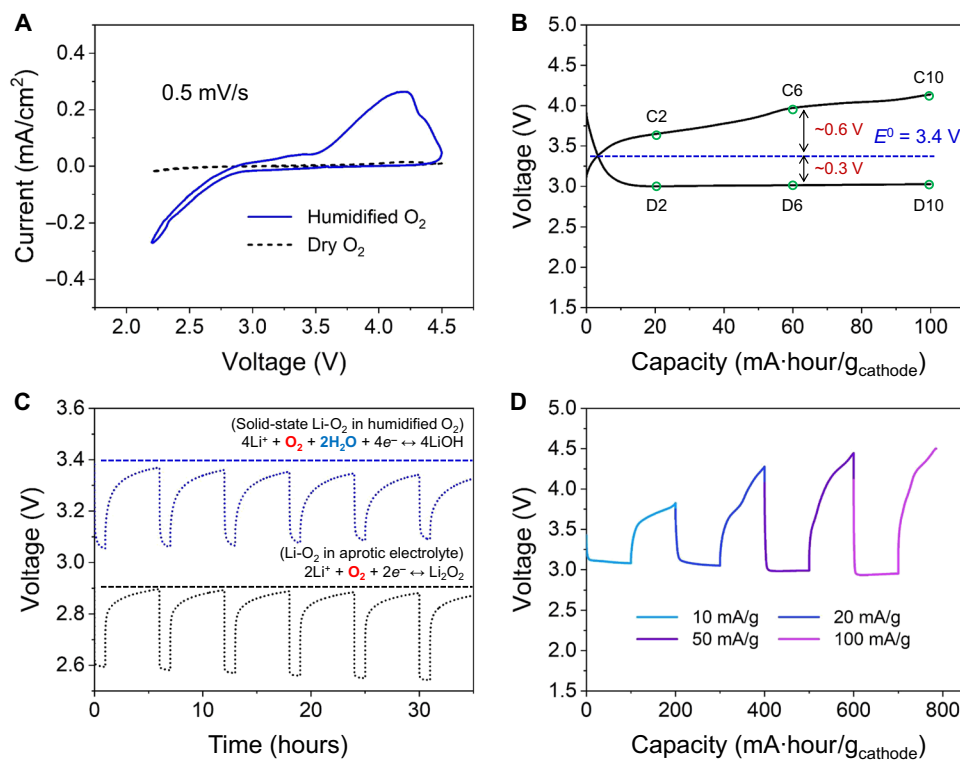 A
0.4
0.2
0.0
−0.2
−0.4
Current (mA/cm²)
0.5 mV/s
Humidified O₂
Dry O₂
2.0 2.5 3.0 3.5 4.0 4.5
Voltage (V)
B
5.0
4.5
4.0
3.5
3.0
2.5
2.0
1.5
Voltage (V)
C2 C6 C10
~0.6 V
E⁰ = 3.4 V
~0.3 V
D2 D6 D10
0 20 40 60 80 100
Capacity (mA·hour/g_cathode)
C
3.6
3.4
3.2
3.0
2.8
2.6
Voltage (V)
(Solid-state Li-O₂ in humidified O₂)
4Li⁺ + O₂ + 2H₂O + 4e⁻ ↔ 4LiOH
(Li-O₂ in aprotic electrolyte)
2Li⁺ + O₂ + 2e⁻ ↔ Li₂O₂
0 10 20 30
Time (hours)
D
5.0
4.5
4.0
3.5
3.0
2.5
2.0
1.5
Voltage (V)
10 mA/g 20 mA/g
50 mA/g 100 mA/g
0 200 400 600 800
Capacity (mA·hour/g_cathode)